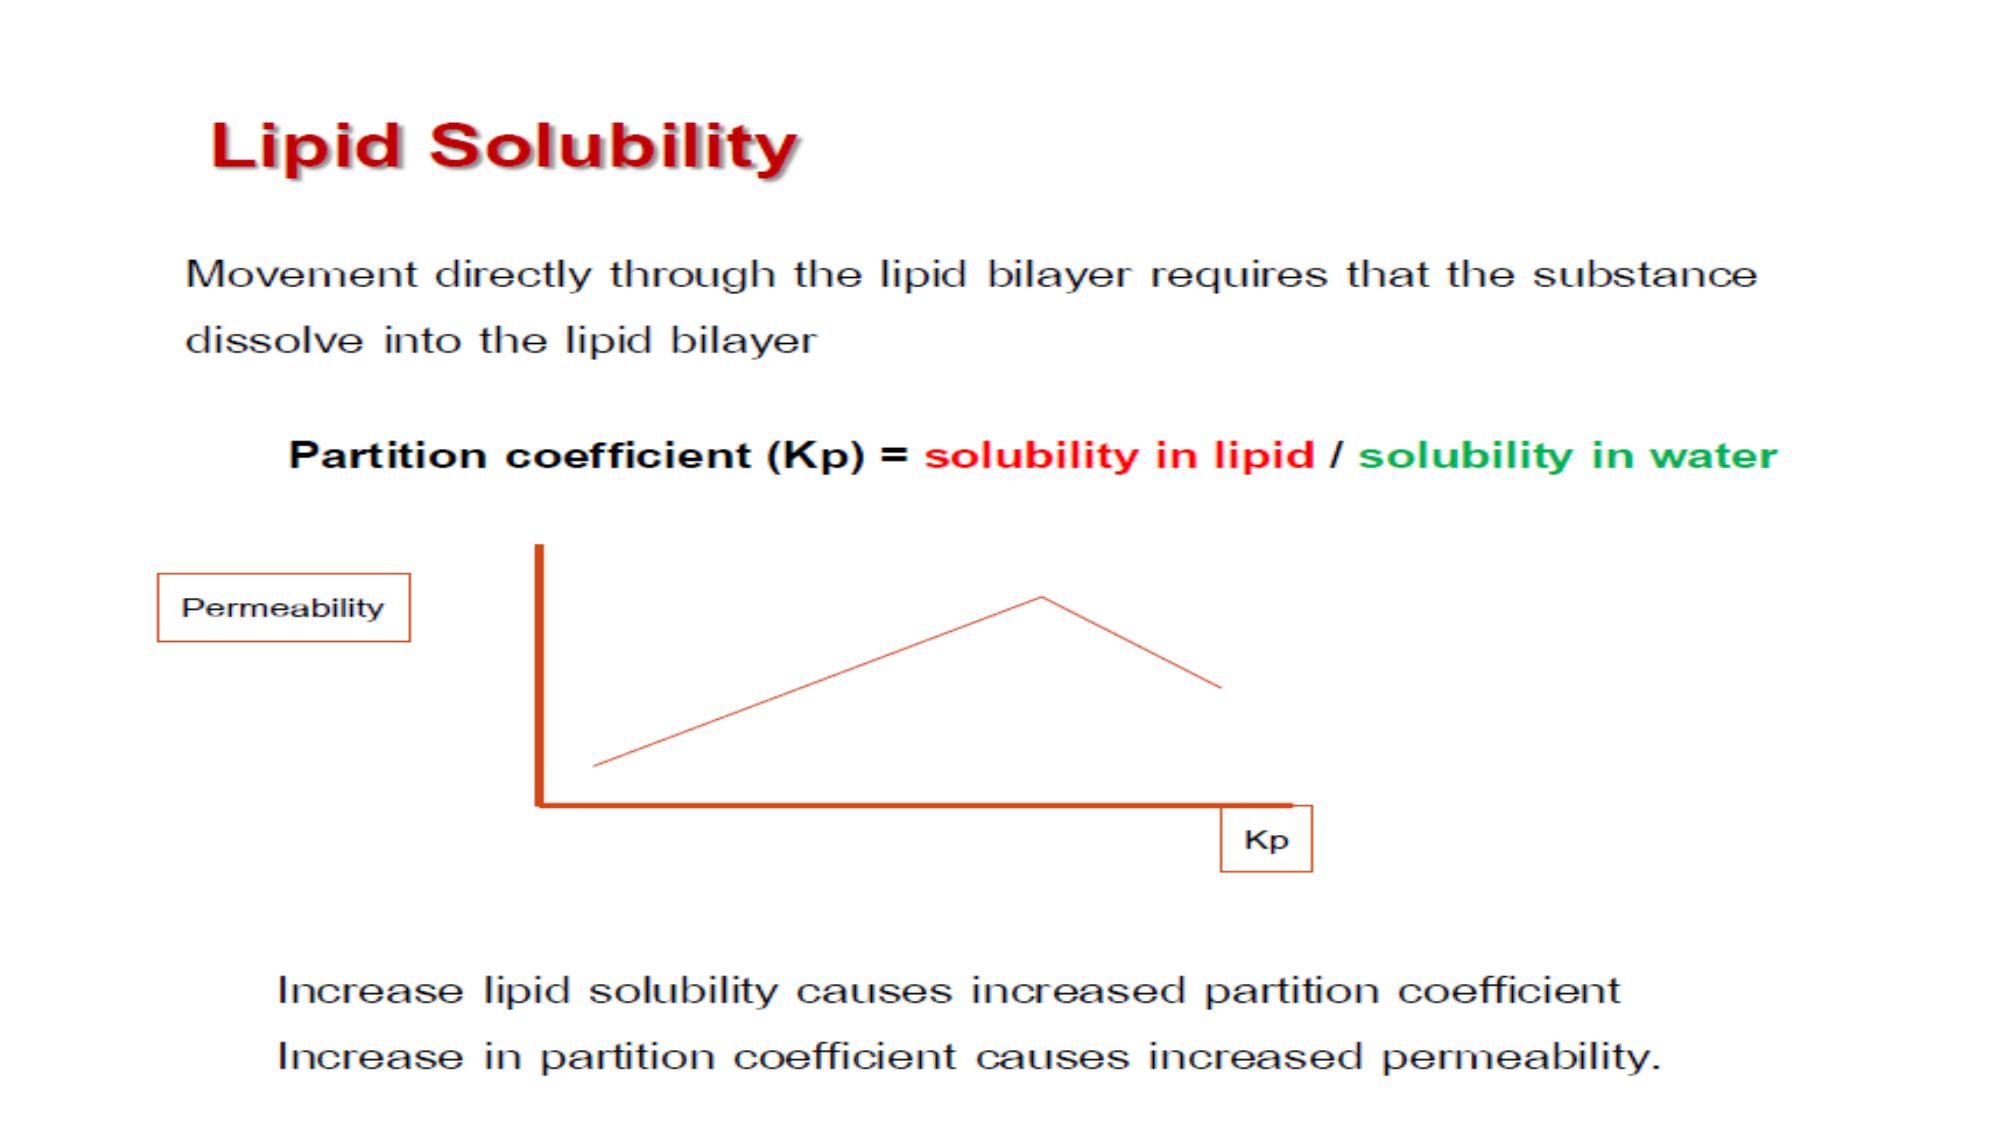 Lipid Solubility
Movement directly through the lipid bilayer requires that the substance
dissolve into the lipid bilayer
Partition coefficient (Kp) = solubility in lipid / solubility in water
Permeability
Kp
Increase lipid solubility causes increased partition coefficient
Increase in partition coefficient causes increased permeability.